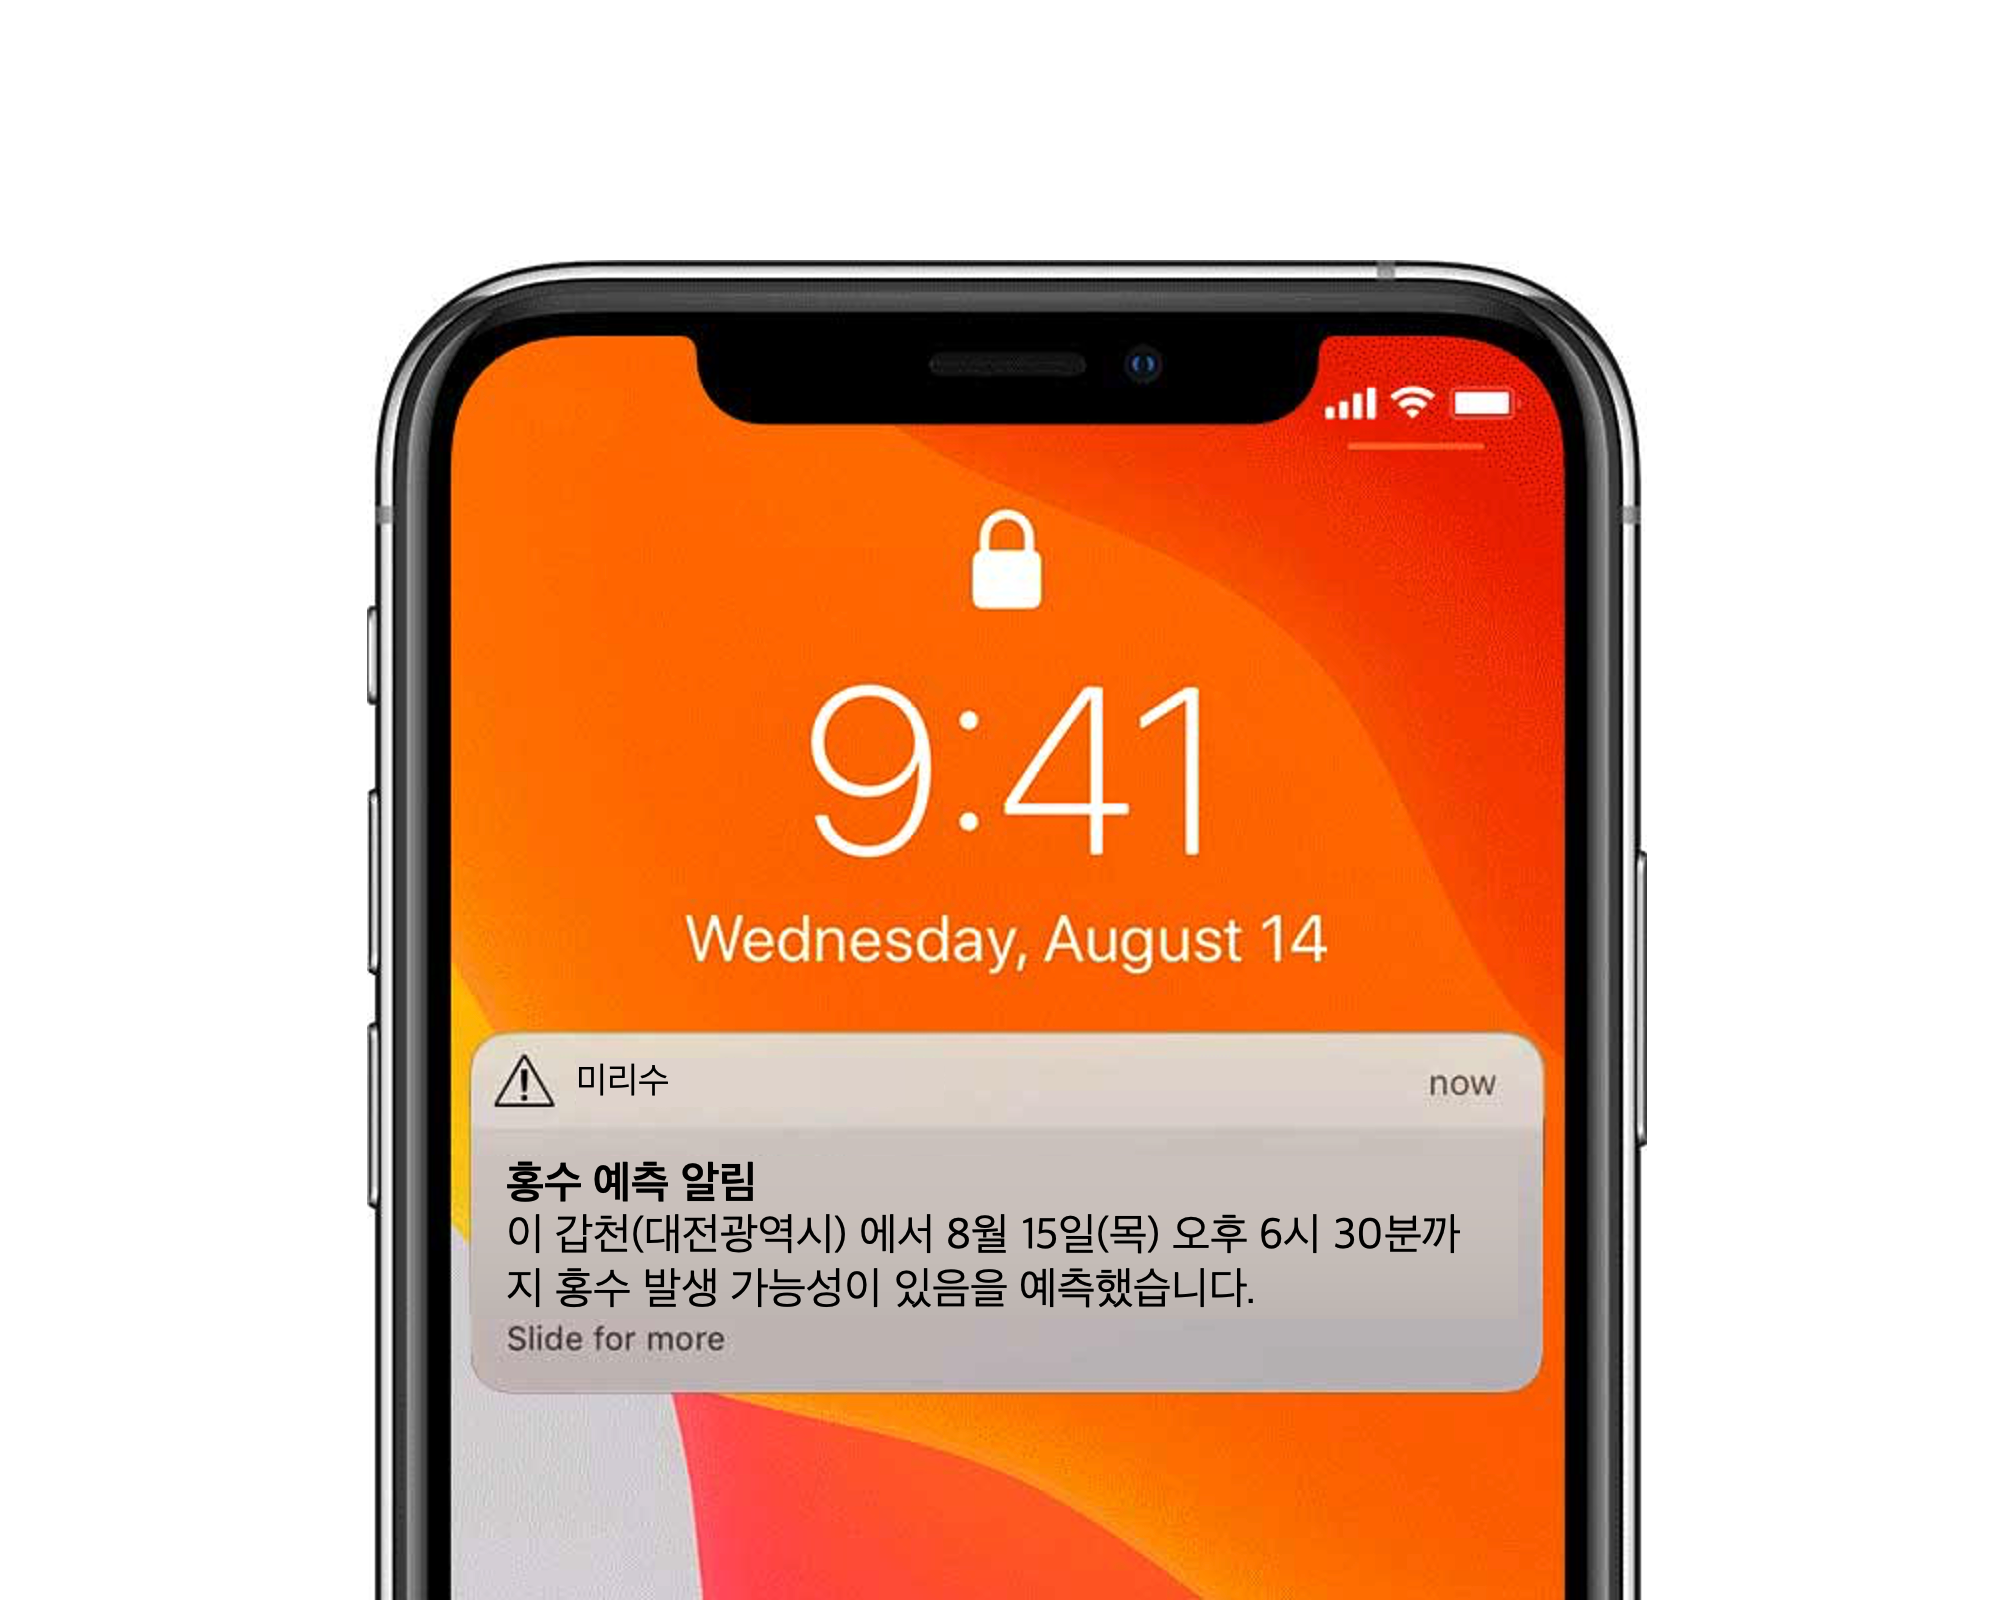 9:41
Wednesday, August 14
미리수 now
홍수 예측 알림
이 갑천(대전광역시) 에서 8월 15일(목) 오후 6시 30분까
지 홍수 발생 가능성이 있음을 예측했습니다.
Slide for more